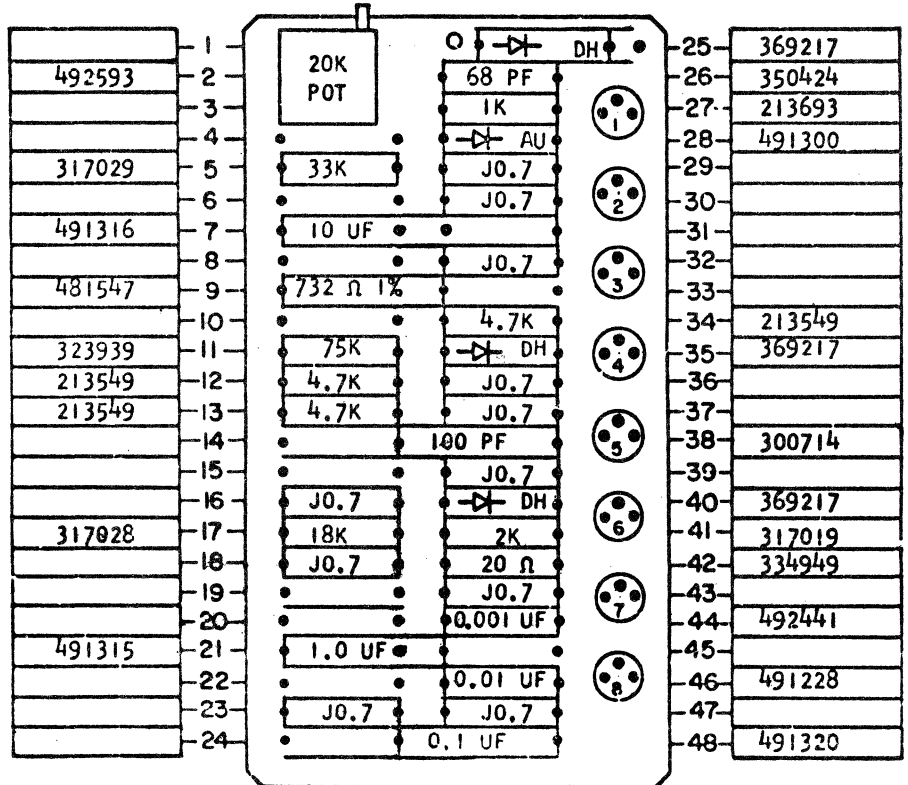 1 DH 25 369217
492593 2 20K POT 68 PF 26 350424
3 1K 27 213693 1
4 AU 28 491300
317029 5 33K J0.7 29
6 J0.7 30 2
491316 7 10 UF 31
8 J0.7 32
481547 9 732 Ω 1% 33 3
10 4.7K 34 213549
323939 11 75K DH 35 369217 4
213549 12 4.7K J0.7 36
213549 13 4.7K J0.7 37
14 100 PF 38 300714 5
15 J0.7 39
16 J0.7 DH 40 369217 6
317028 17 18K 2K 41 317019
18 J0.7 20 Ω 42 334949
19 J0.7 43 7
20 0.001 UF 44 492441
491315 21 1.0 UF 45
22 0.01 UF 46 491228 8
23 J0.7 J0.7 47
24 0.1 UF 48 491320